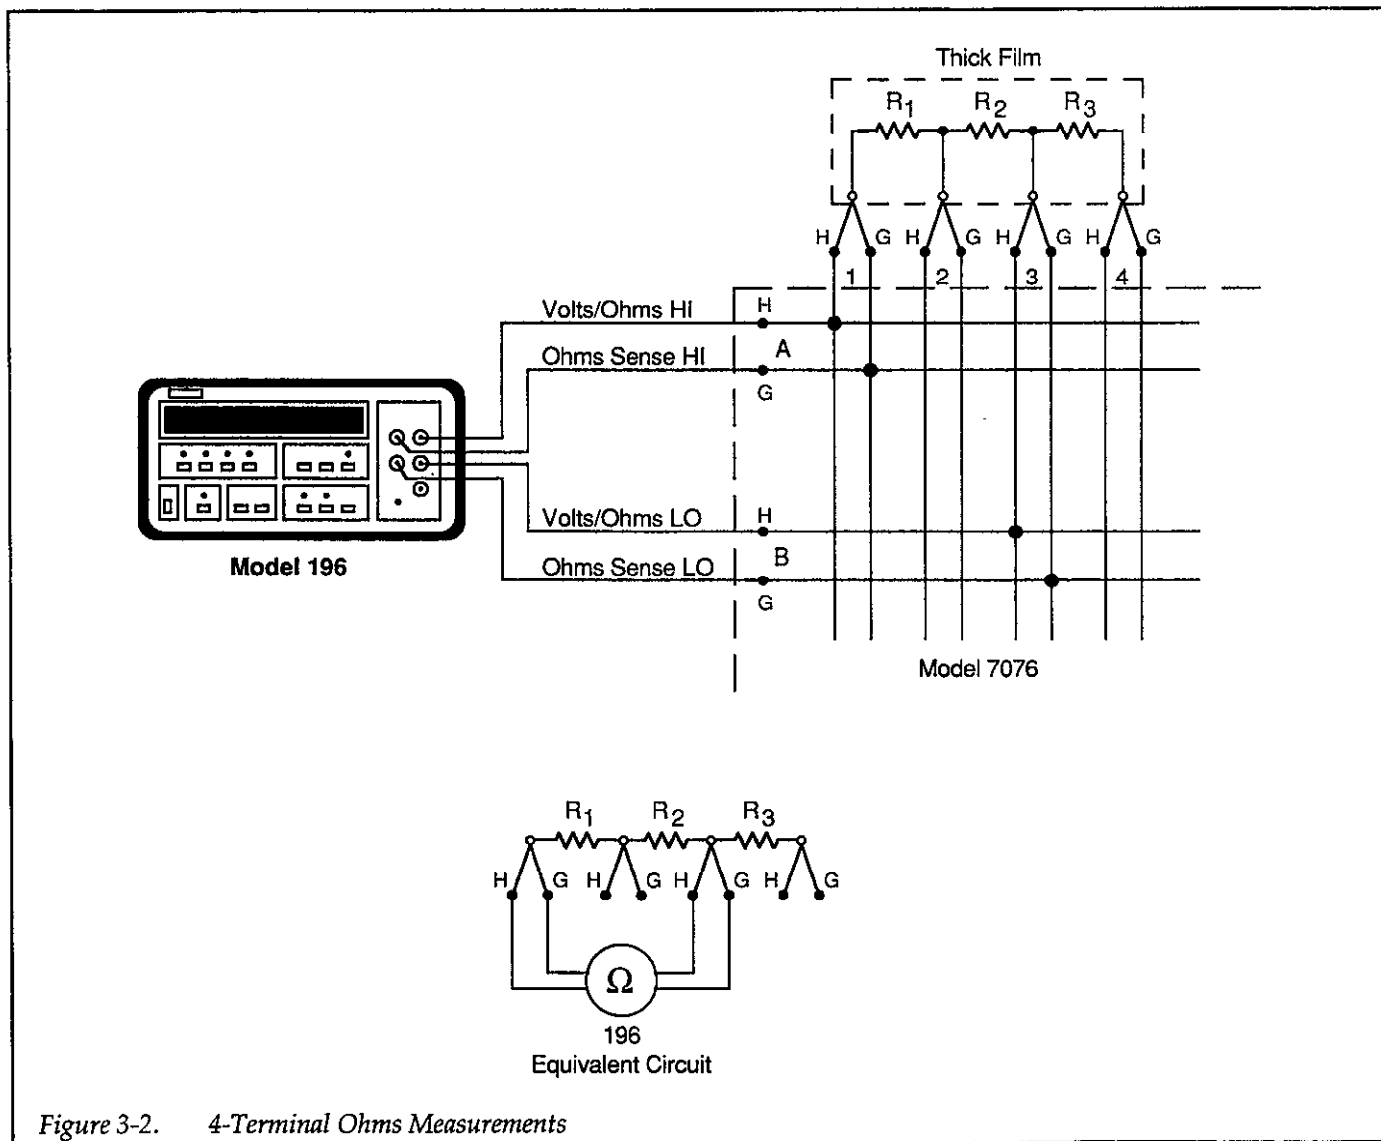 Thick Film
R1 R2 R3
H G H G H G H G
1 2 3 4
Volts/Ohms HI H
Ohms Sense HI A
G
Volts/Ohms LO H
B
Ohms Sense LO
G
Model 196
Model 7076
R1 R2 R3
H G H G H G H G
Ω
196
Equivalent Circuit
Figure 3-2. 4-Terminal Ohms Measurements